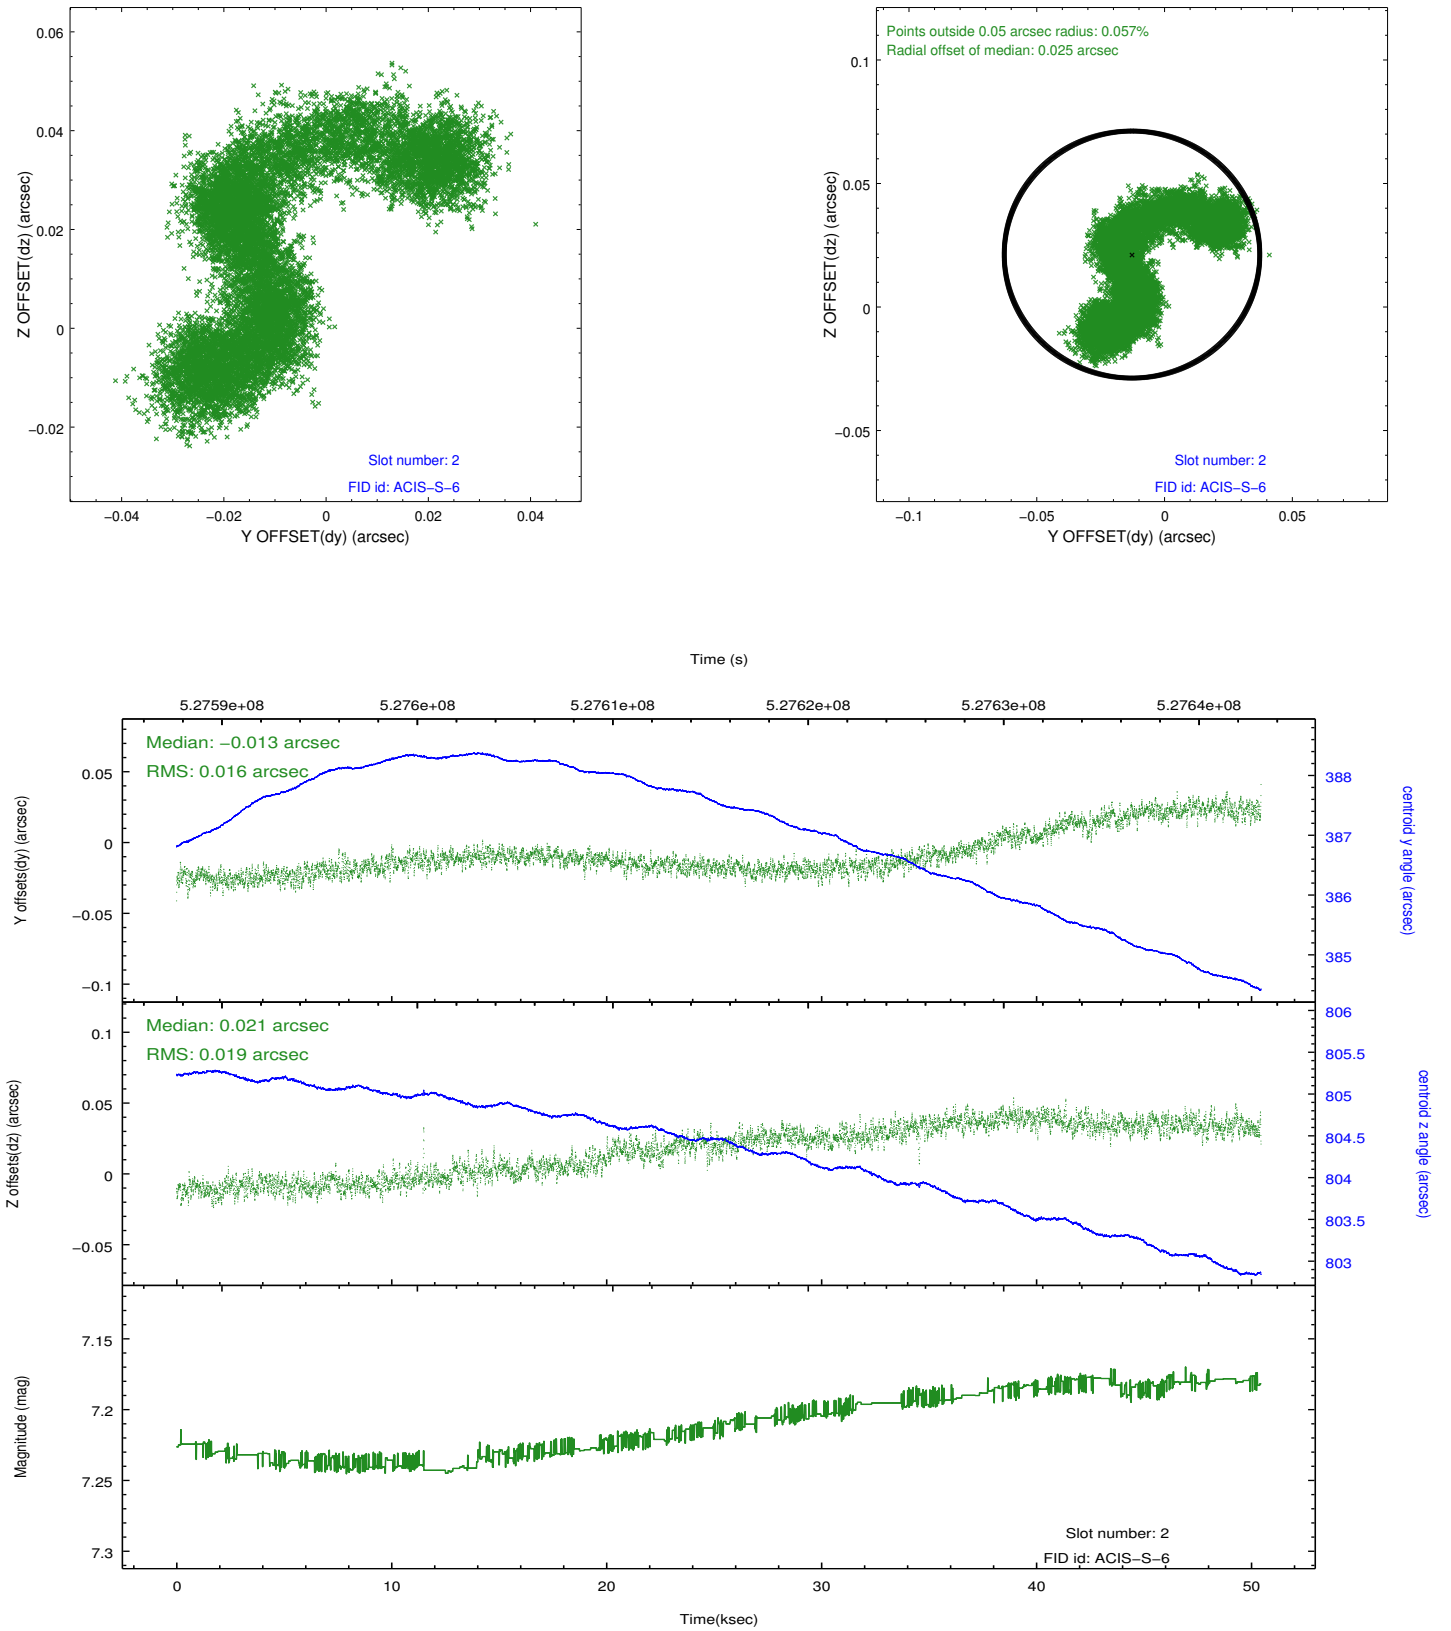 0.06
0.04
0.02
0
−0.02
Z OFFSET(dz) (arcsec)
Slot number: 2
FID id: ACIS−S−6
−0.04 −0.02 0 0.02 0.04
Y OFFSET(dy) (arcsec)
Points outside 0.05 arcsec radius: 0.057%
Radial offset of median: 0.025 arcsec
0.1
0.05
0
−0.05
Z OFFSET(dz) (arcsec)
Slot number: 2
FID id: ACIS−S−6
−0.1 −0.05 0 0.05
Y OFFSET(dy) (arcsec)
Time (s)
5.2759e+08 5.276e+08 5.2761e+08 5.2762e+08 5.2763e+08 5.2764e+08
Median: −0.013 arcsec
RMS: 0.016 arcsec
0.05
0
−0.05
−0.1
Y offsets(dy) (arcsec)
388
387
386
385
centroid y angle (arcsec)
Median: 0.021 arcsec
RMS: 0.019 arcsec
0.1
0.05
0
−0.05
Z offsets(dz) (arcsec)
806
805.5
805
804.5
804
803.5
803
centroid z angle (arcsec)
7.15
7.2
7.25
7.3
Magnitude (mag)
Slot number: 2
FID id: ACIS−S−6
0 10 20 30 40 50
Time(ksec)